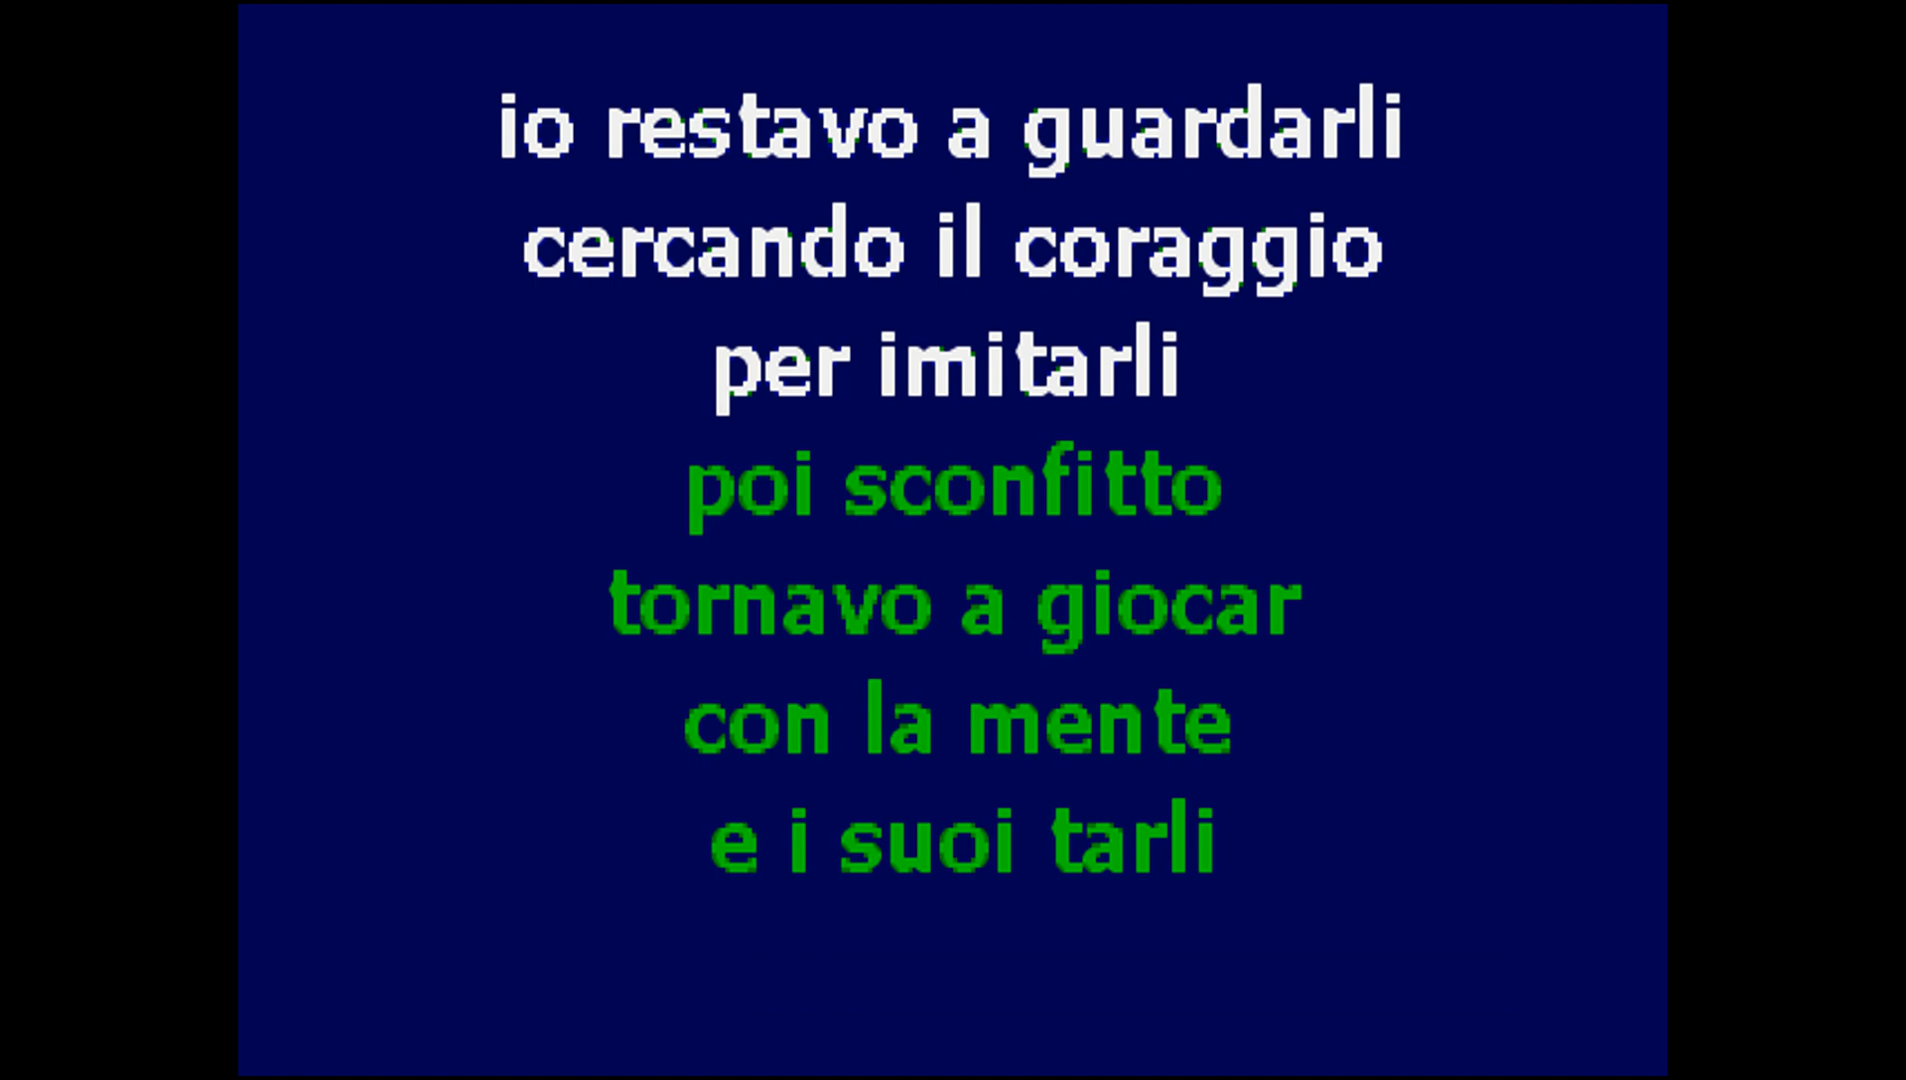 io restavo a guardarli
cercando il coraggio
per imitarli
poi sconfitto
tornavo a giocar
con la mente
e i suoi tarli